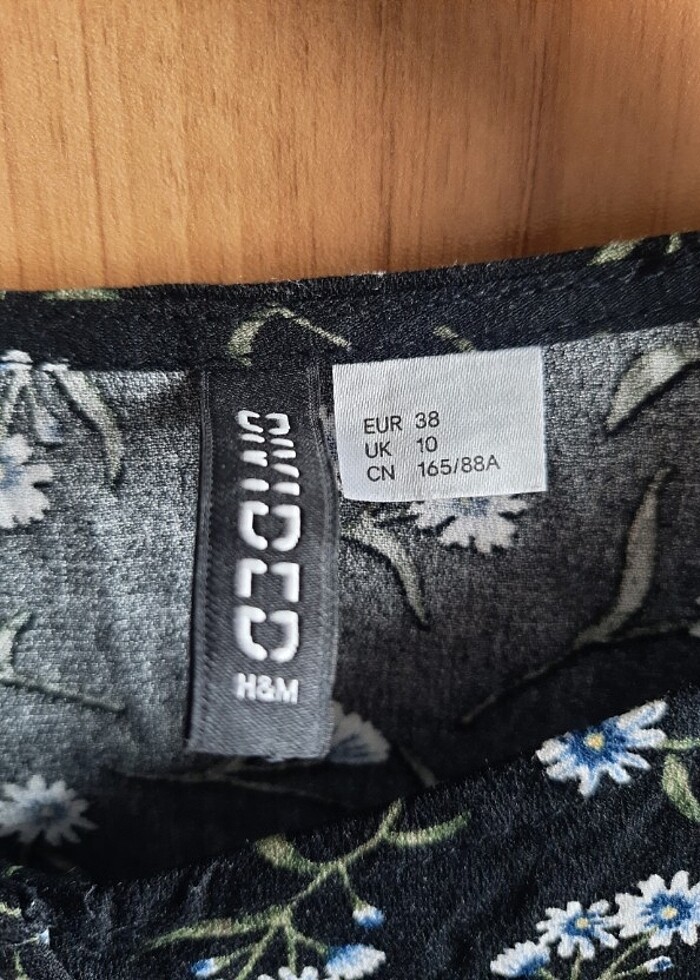 DIVIDED
H&M
EUR 38
UK 10
CN 165/88A